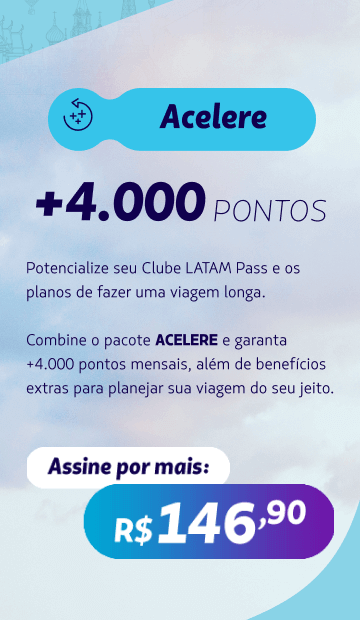 Acelere
+4.000 PONTOS
Potencialize seu Clube LATAM Pass e os
planos de fazer uma viagem longa.
Combine o pacote ACELERE e garanta
+4.000 pontos mensais, além de benefícios
extras para planejar sua viagem do seu jeito.
Assine por mais:
R$146,90